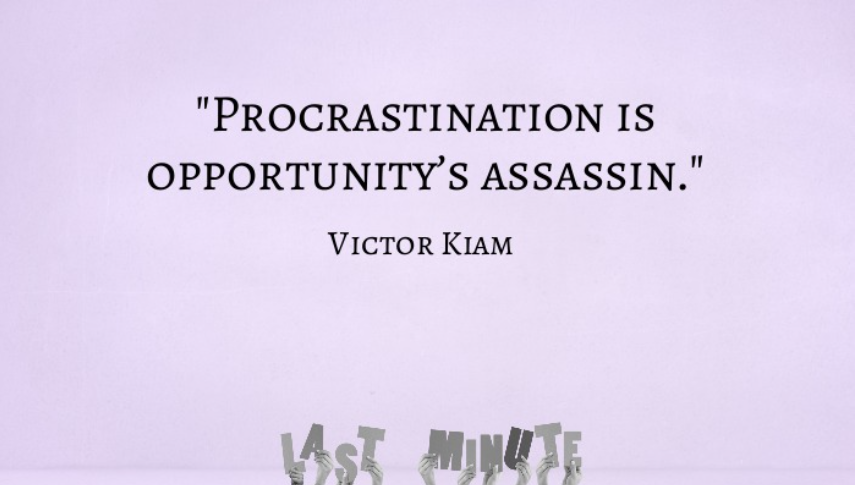 "Procrastination is
opportunity’s assassin."
Victor Kiam
LAST MINUTE